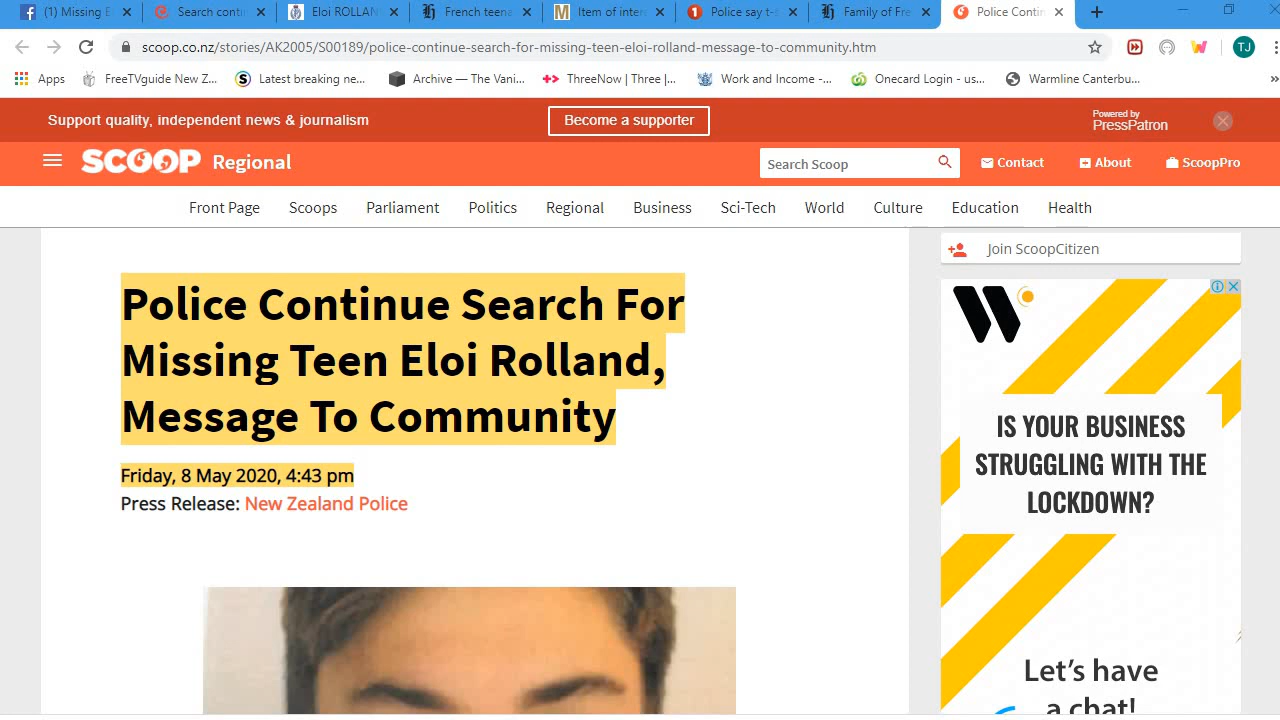 (1) Missing E
Search conti
Eloi ROLLAN
French teena
Item of inter
Police say t-s
Family of Fre
Police Contin
scoop.co.nz/stories/AK2005/S00189/police-continue-search-for-missing-teen-eloi-rolland-message-to-community.htm
TJ
Apps
FreeTVguide New Z...
Latest breaking ne...
Archive — The Vani...
ThreeNow | Three |...
Work and Income -...
Onecard Login - us...
Warmline Canterbu...
Support quality, independent news & journalism
Become a supporter
Powered by
PressPatron
SCOOP Regional
Search Scoop
Contact
About
ScoopPro
Front Page
Scoops
Parliament
Politics
Regional
Business
Sci-Tech
World
Culture
Education
Health
Police Continue Search For
Missing Teen Eloi Rolland,
Message To Community
Friday, 8 May 2020, 4:43 pm
Press Release: New Zealand Police
Join ScoopCitizen
IS YOUR BUSINESS
STRUGGLING WITH THE
LOCKDOWN?
Let's have
a chat!